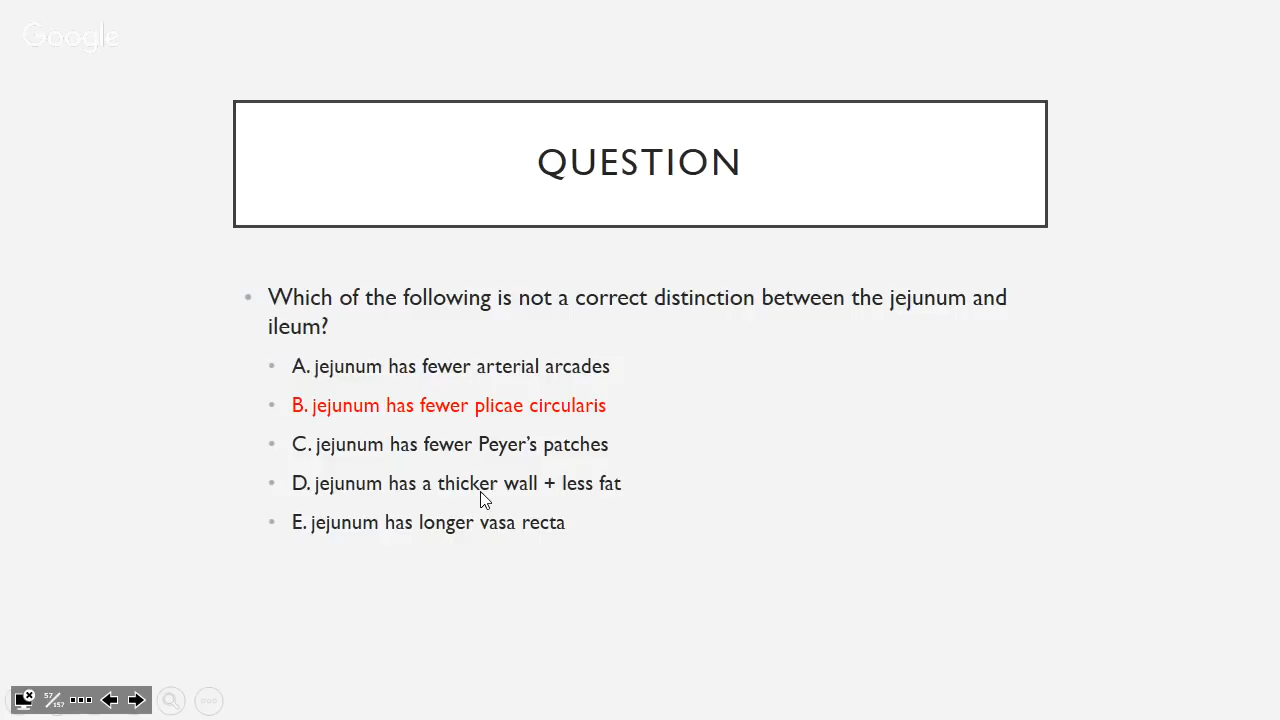 Google
QUESTION
• Which of the following is not a correct distinction between the jejunum and
ileum?
• A. jejunum has fewer arterial arcades
• B. jejunum has fewer plicae circularis
• C. jejunum has fewer Peyer’s patches
• D. jejunum has a thicker wall + less fat
• E. jejunum has longer vasa recta
57/157